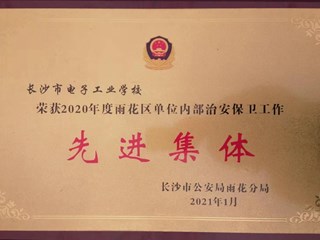 长沙市电子工业学校
荣获2020年度雨花区单位内部治安保卫工作
先进集体
长沙市公安局雨花分局
2021年1月